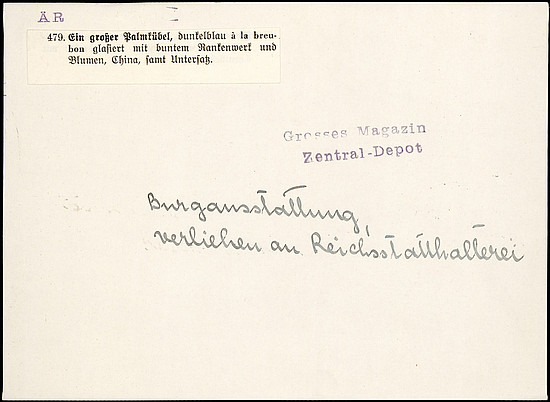 ÄR
479. Ein großer Palmkübel, dunkelblau à la breu-
bon glasiert mit buntem Rankenwerk und
Blumen, China, samt Untersatz.
Grosses Magazin
Zentral-Depot
Burgausstattung,
verliehen an Reichsstatthalterei